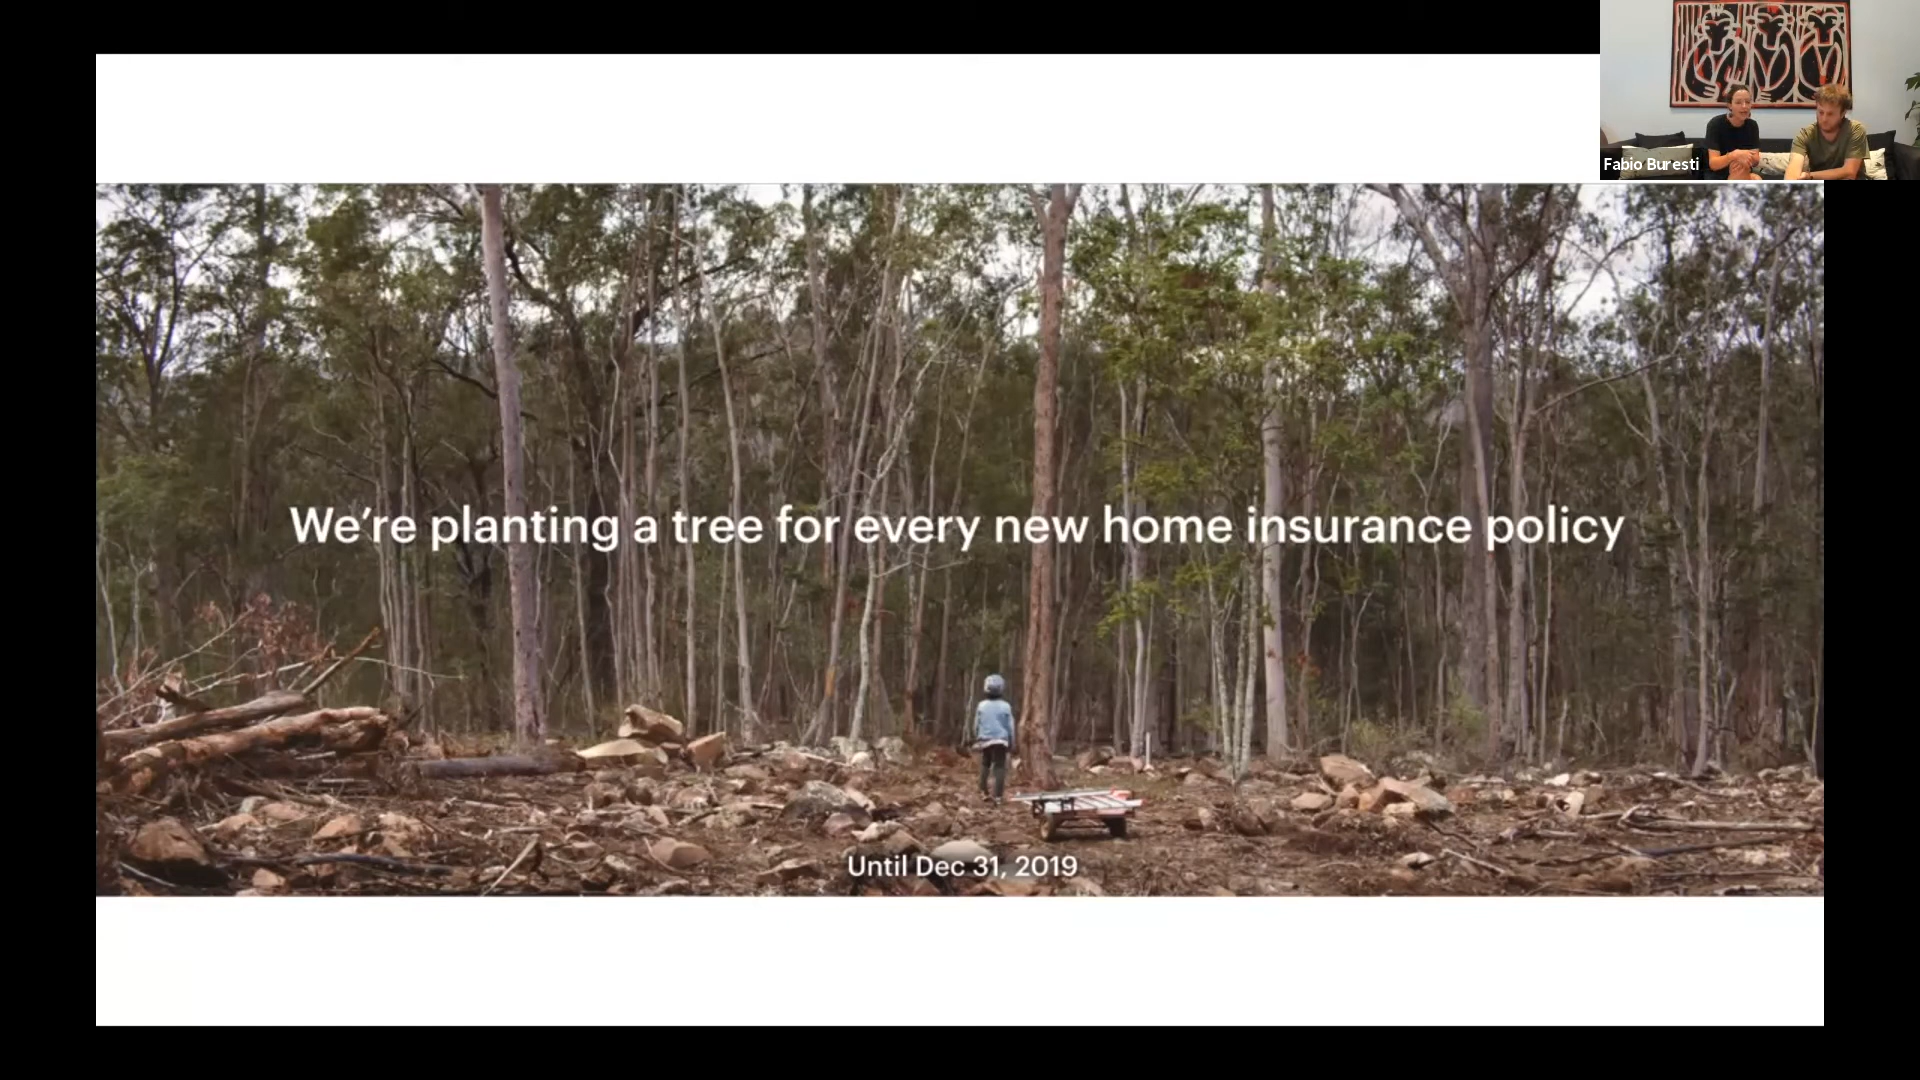 Fabio Buresti
We're planting a tree for every new home insurance policy
Until Dec 31, 2019